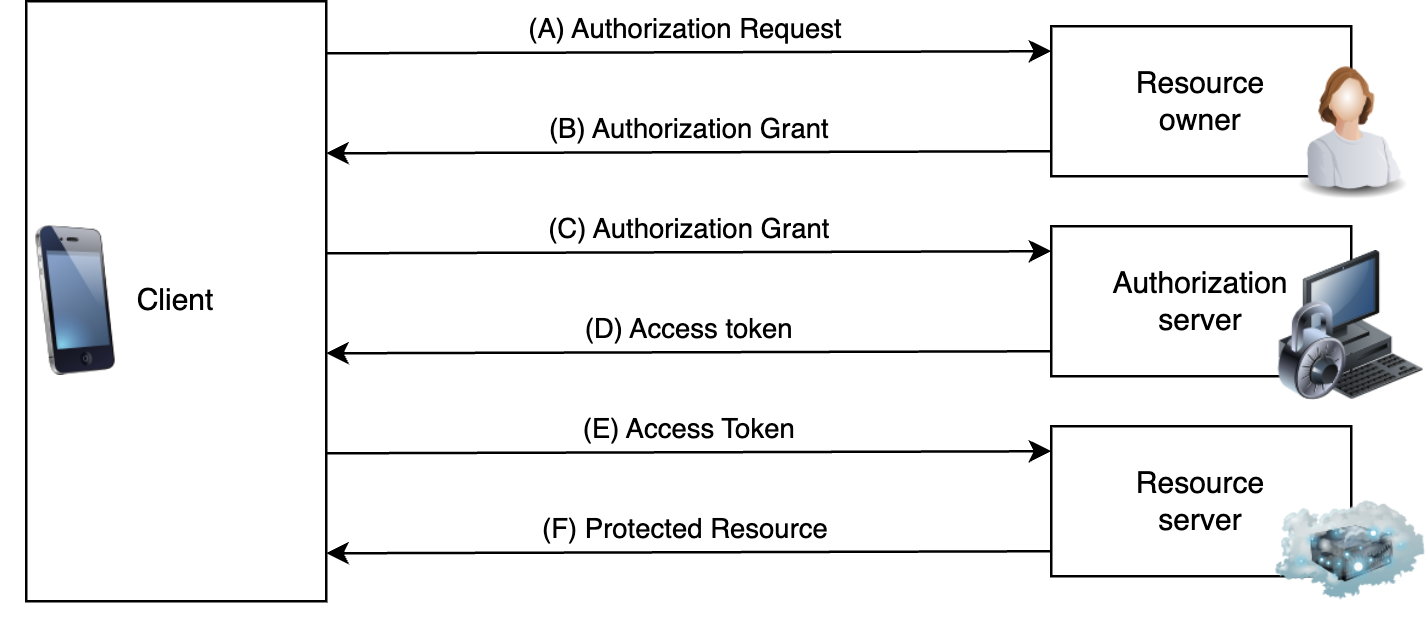 (A) Authorization Request
Resource
owner
(B) Authorization Grant
(C) Authorization Grant
Client
Authorization
server
(D) Access token
(E) Access Token
Resource
server
(F) Protected Resource